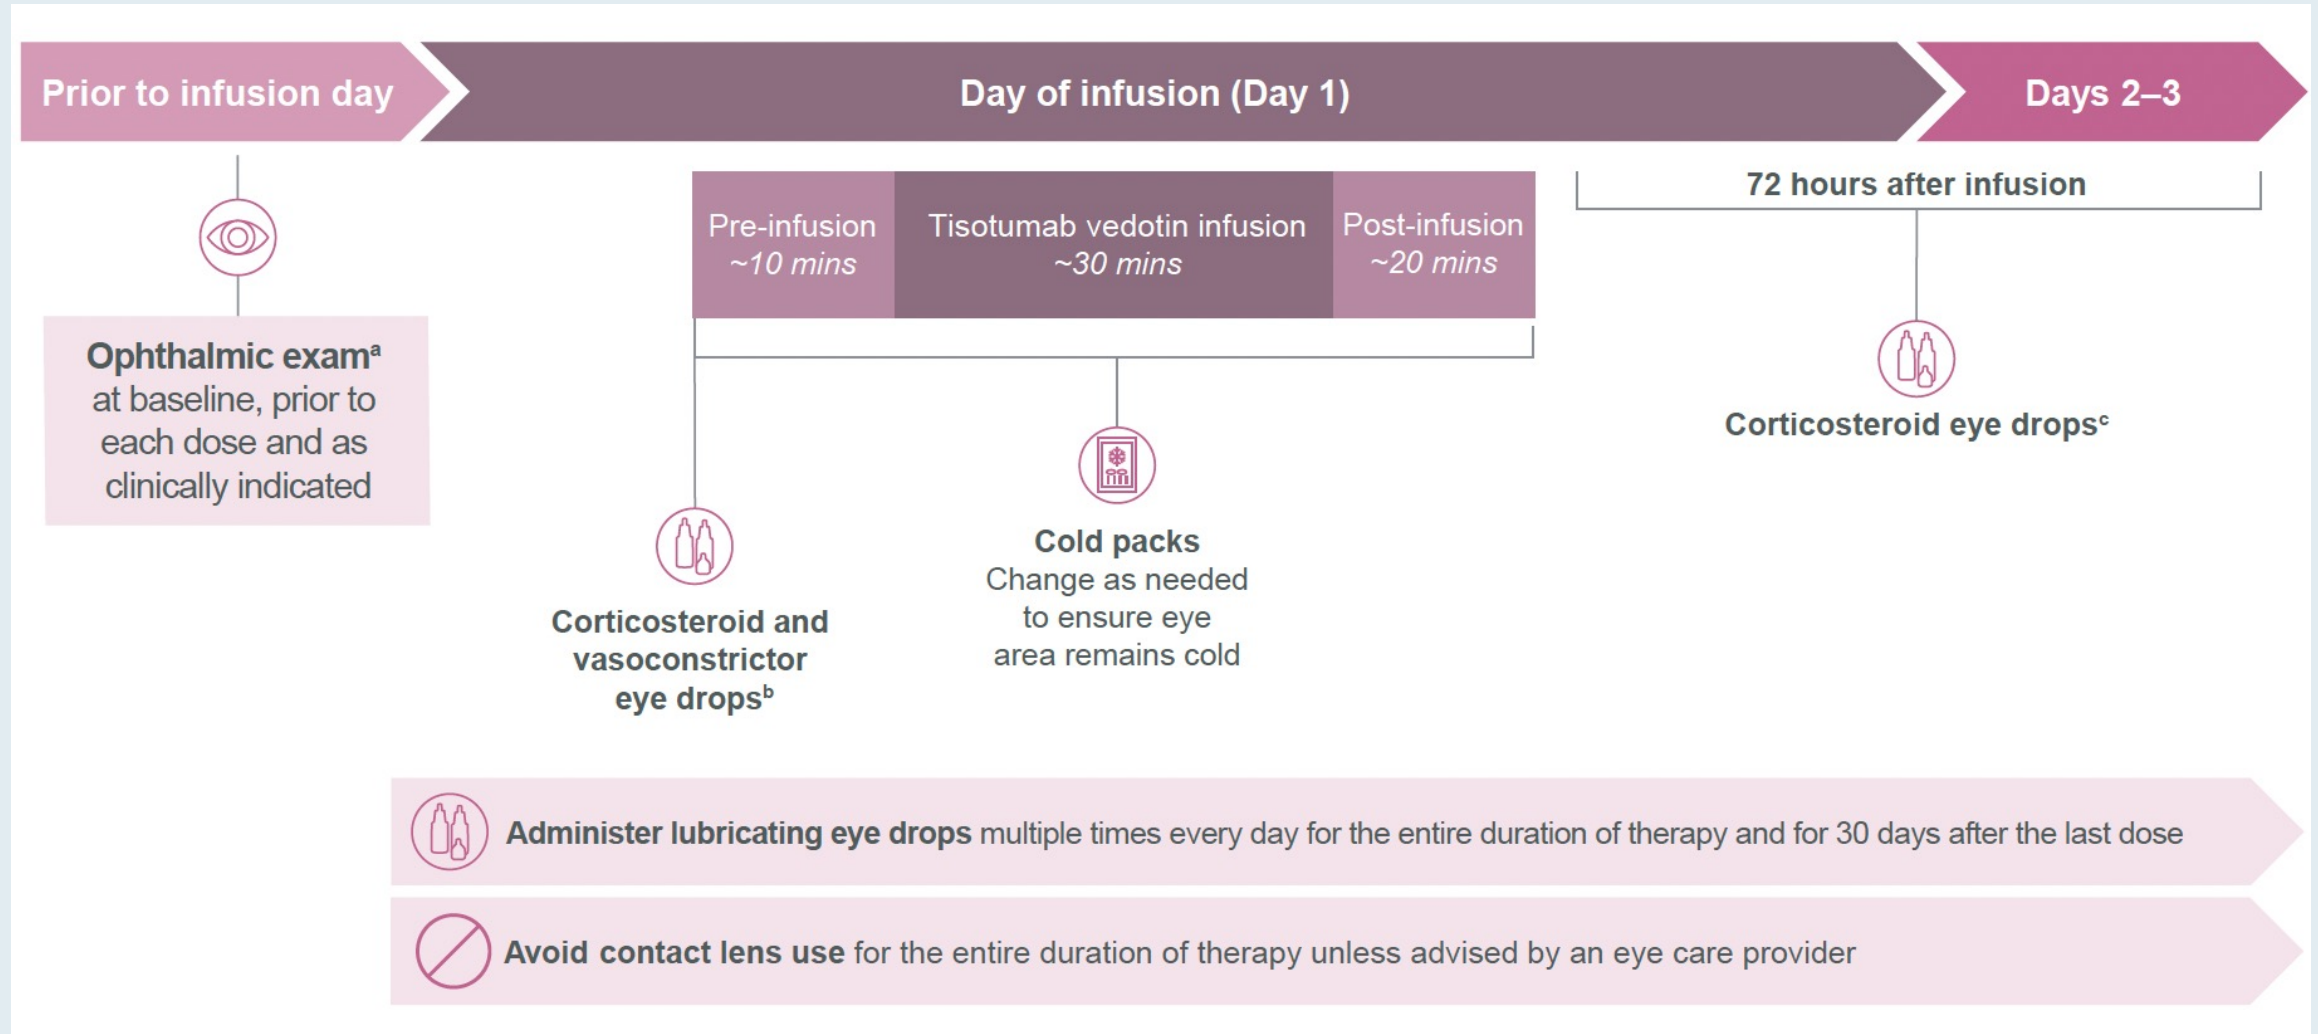 Prior to infusion day
Day of infusion (Day 1)
Days 2–3
Pre-infusion
~10 mins
Tisotumab vedotin infusion
~30 mins
Post-infusion
~20 mins
72 hours after infusion
Ophthalmic examᵃ
at baseline, prior to
each dose and as
clinically indicated
Corticosteroid and
vasoconstrictor
eye dropsᵇ
Cold packs
Change as needed
to ensure eye
area remains cold
Corticosteroid eye dropsᶜ
Administer lubricating eye drops multiple times every day for the entire duration of therapy and for 30 days after the last dose
Avoid contact lens use for the entire duration of therapy unless advised by an eye care provider